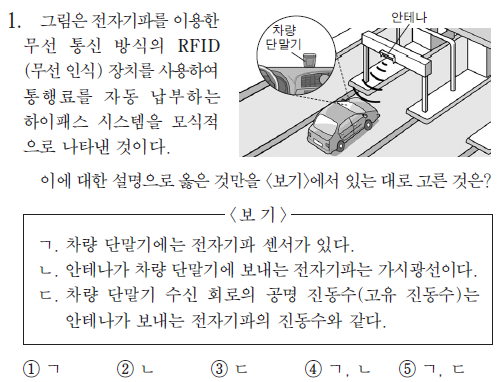 1. 그림은 전자기파를 이용한
무선 통신 방식의 RFID
(무선 인식) 장치를 사용하여
통행료를 자동 납부하는
하이패스 시스템을 모식적
으로 나타낸 것이다.
차량
단말기
안테나
이에 대한 설명으로 옳은 것만을 <보기>에서 있는 대로 고른 것은?
<보 기>
ㄱ. 차량 단말기에는 전자기파 센서가 있다.
ㄴ. 안테나가 차량 단말기에 보내는 전자기파는 가시광선이다.
ㄷ. 차량 단말기 수신 회로의 공명 진동수(고유 진동수)는
안테나가 보내는 전자기파의 진동수와 같다.
① ㄱ ② ㄴ ③ ㄷ ④ ㄱ, ㄴ ⑤ ㄱ, ㄷ